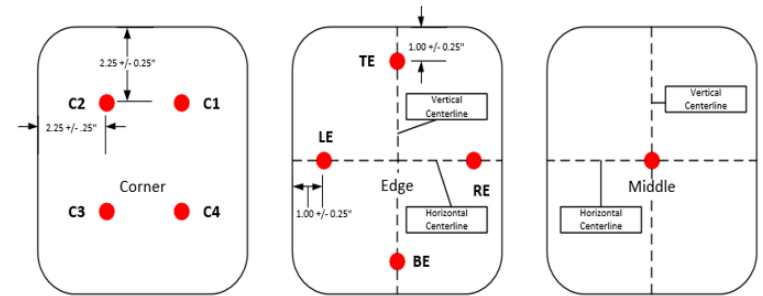 2.25 +/- 0.25"
C2
C1
2.25 +/- .25"
Corner
C3
C4
1.00 +/- 0.25"
TE
Vertical
Centerline
LE
Edge
RE
1.00 +/- 0.25"
Horizontal
Centerline
BE
Vertical
Centerline
Middle
Horizontal
Centerline